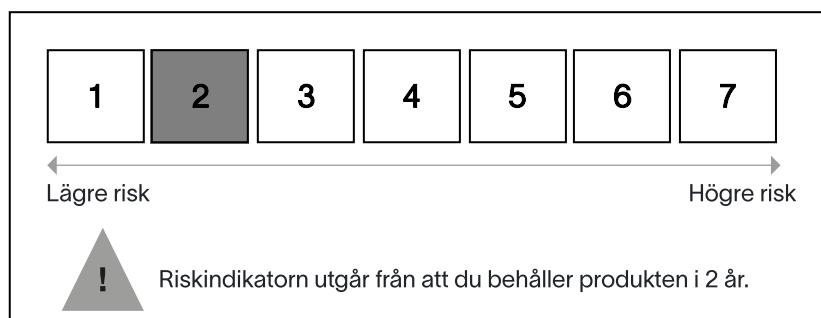 1 2 3 4 5 6 7
Lägre risk Högre risk
! Riskindikatorn utgår från att du behåller produkten i 2 år.